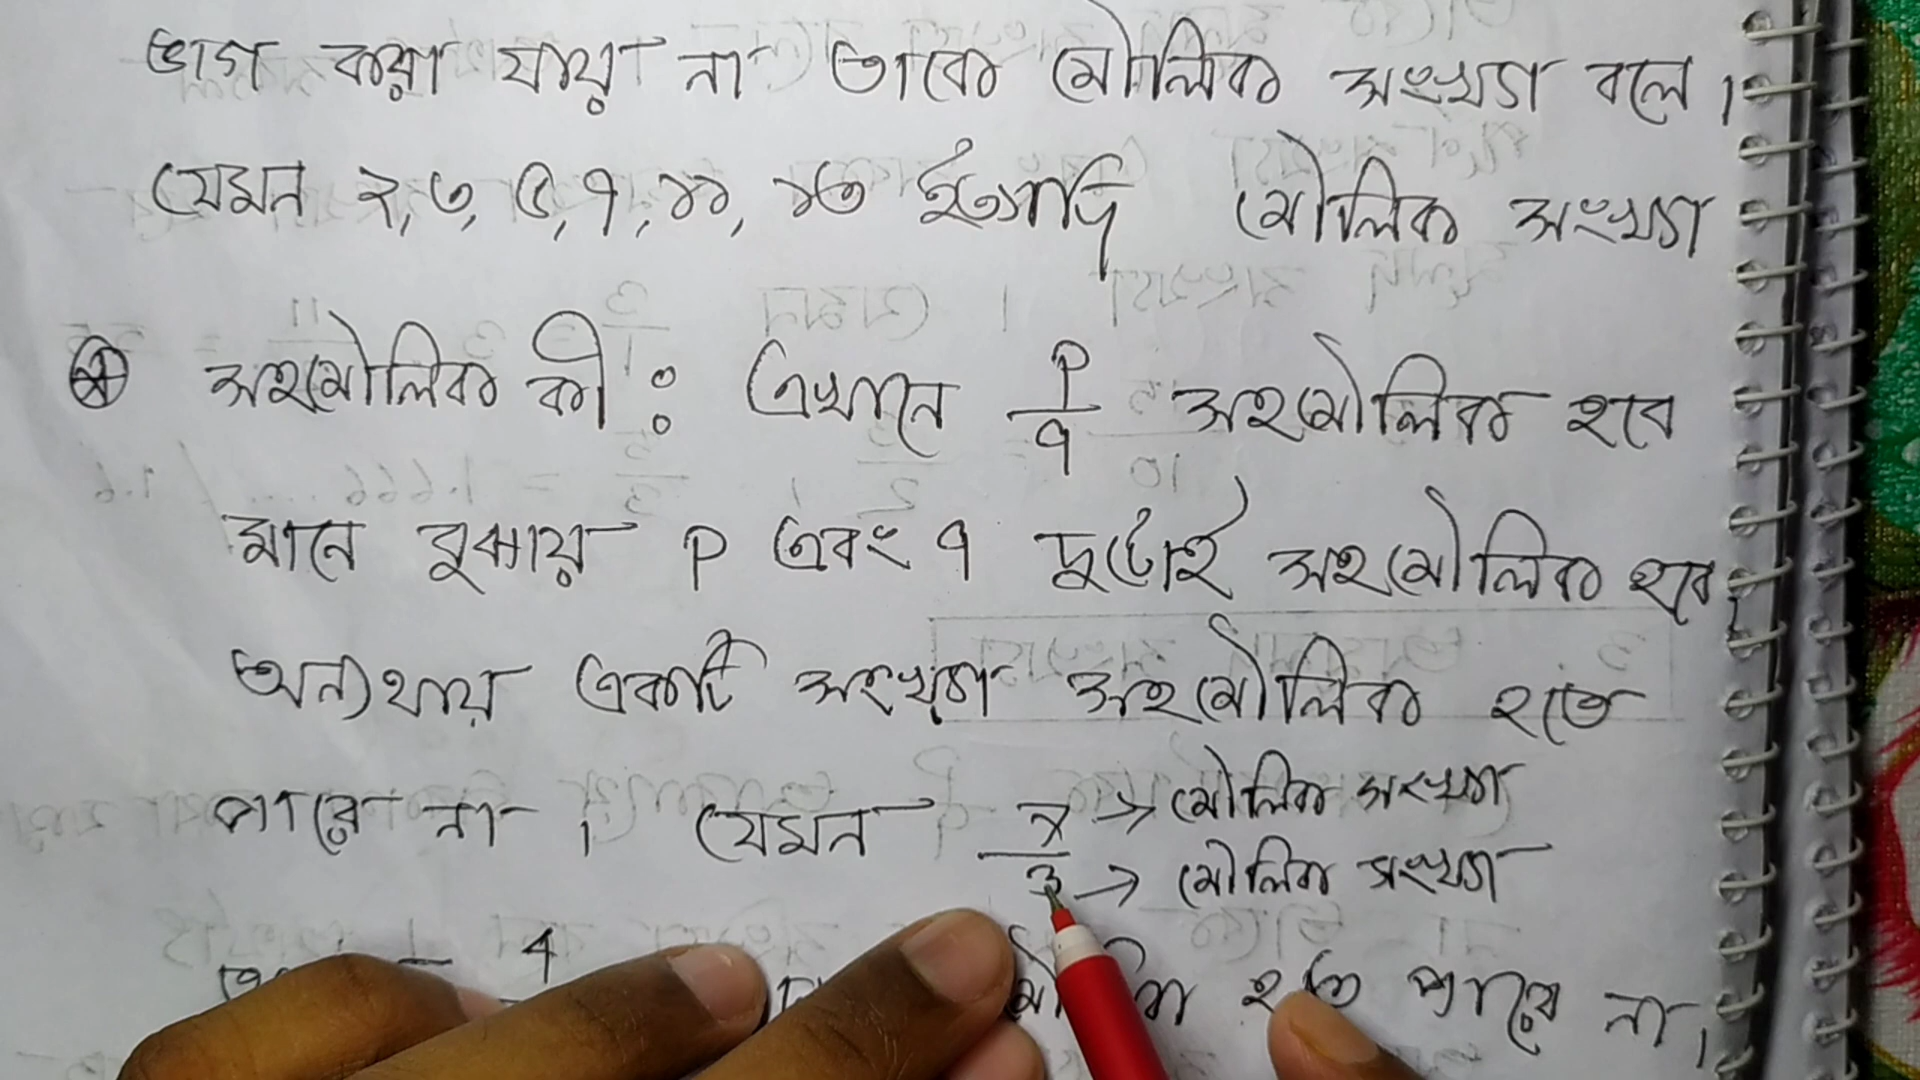 ভাগ করা যায় না তাকে মৌলিক সংখ্যা বলে।
যেমন ২, ৩, ৫, ৭, ১১, ১৩ ইত্যাদি মৌলিক সংখ্যা
সহমৌলিক কী: এখানে p/q সহমৌলিক হবে
মানে বুঝায় p এবং q দুটোই সহমৌলিক হবে,
অন্যথায় একটি সংখ্যা সহমৌলিক হতে
পারে না। যেমন
→ মৌলিক সংখ্যা
3 → মৌলিক সংখ্যা
4
হতে পারে না।